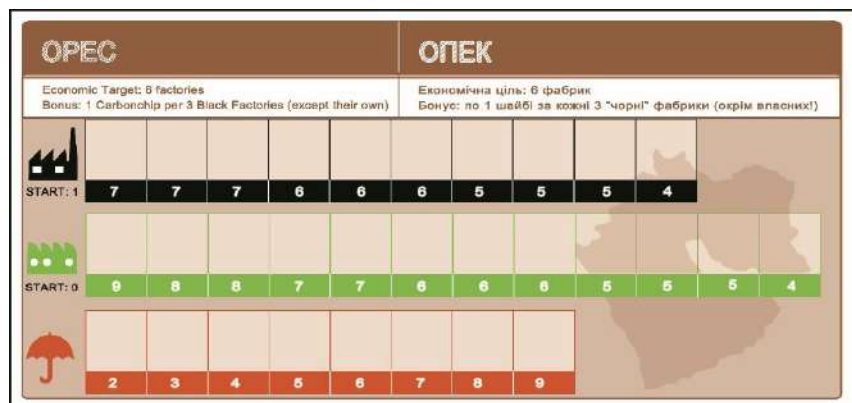 OPEC
ОПЕК
Economic Target: 6 factories
Bonus: 1 Carbonchip per 3 Black Factories (except their own)
Економічна ціль: 6 фабрик
Бонус: по 1 шайбі за кожні 3 "чорні" фабрики (окрім власних!)
START: 1
7 7 7 6 6 6 5 5 5 4
START: 0
9 8 8 7 7 6 6 6 5 5 5 4
2 3 4 5 6 7 8 9